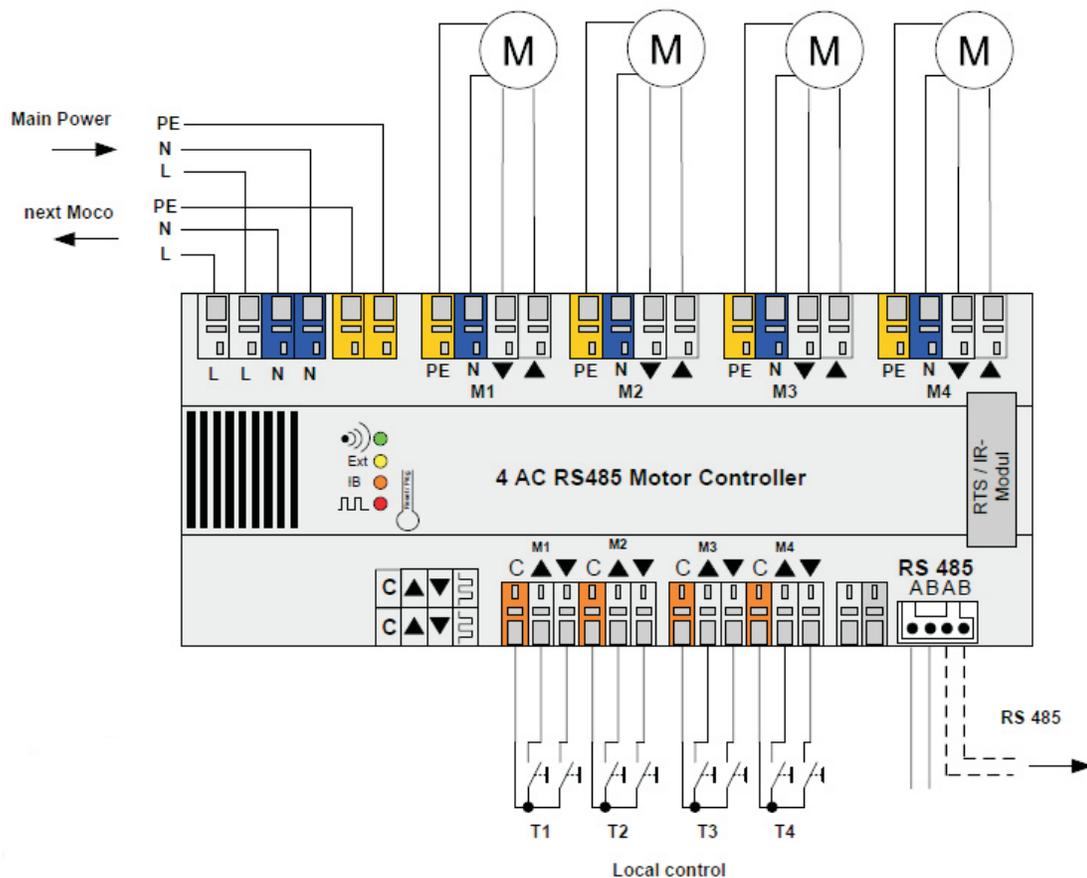 M M M M
Main Power
PE
N
L
next Moco
PE
N
L
L L N N
PE N ▼ ▲
M1
PE N ▼ ▲
M2
PE N ▼ ▲
M3
PE N ▼ ▲
M4
Ext
IB
4 AC RS485 Motor Controller
RTS / IR-
Modul
M1 M2 M3 M4
C ▲ ▼ C ▲ ▼ C ▲ ▼ C ▲ ▼
RS 485
ABAB
C ▲ ▼
C ▲ ▼
RS 485
T1 T2 T3 T4
Local control